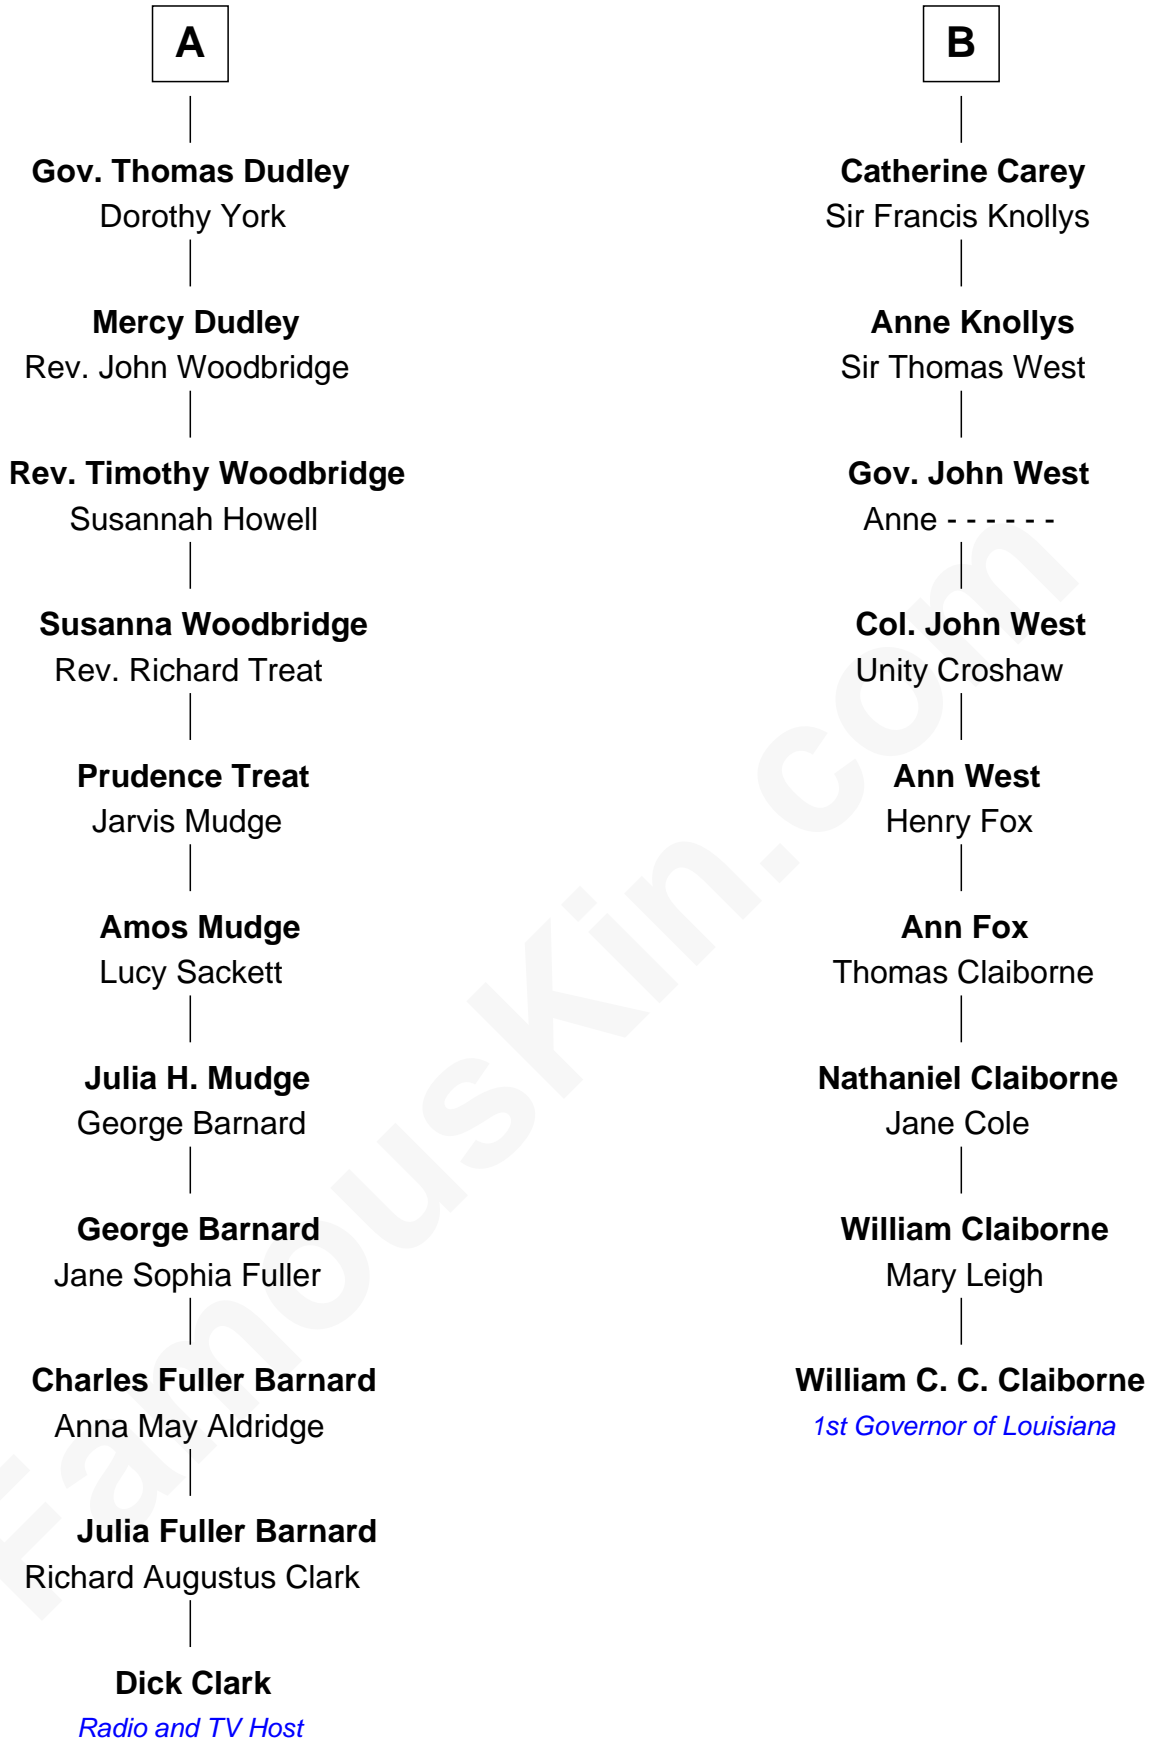 A
Gov. Thomas Dudley
Dorothy York
Mercy Dudley
Rev. John Woodbridge
Rev. Timothy Woodbridge
Susannah Howell
Susanna Woodbridge
Rev. Richard Treat
Prudence Treat
Jarvis Mudge
Amos Mudge
Lucy Sackett
Julia H. Mudge
George Barnard
George Barnard
Jane Sophia Fuller
Charles Fuller Barnard
Anna May Aldridge
Julia Fuller Barnard
Richard Augustus Clark
Dick Clark
Radio and TV Host
B
Catherine Carey
Sir Francis Knollys
Anne Knollys
Sir Thomas West
Gov. John West
Anne - - - - - -
Col. John West
Unity Croshaw
Ann West
Henry Fox
Ann Fox
Thomas Claiborne
Nathaniel Claiborne
Jane Cole
William Claiborne
Mary Leigh
William C. C. Claiborne
1st Governor of Louisiana
FamousKin.com